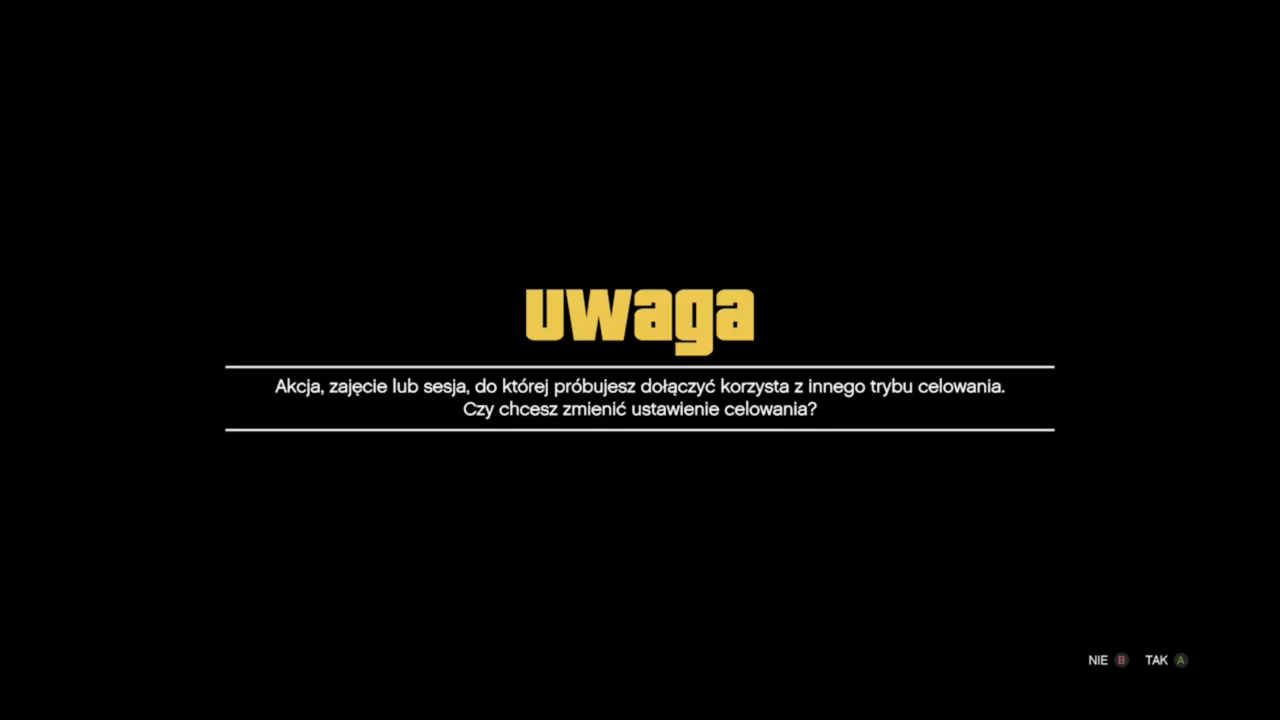 uwaga
Akcja, zajęcie lub sesja, do której próbujesz dołączyć korzysta z innego trybu celowania.
Czy chcesz zmienić ustawienie celowania?
NIE B TAK A